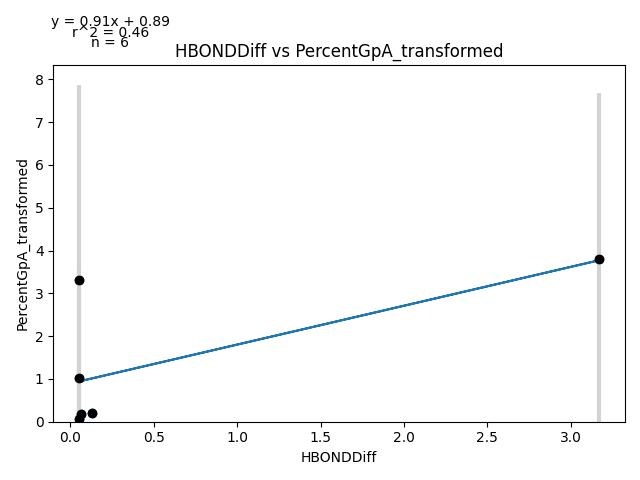 y = 0.91x + 0.89
r^2 = 0.46
n = 6
HBONDDiff vs PercentGpA_transformed
8
7
6
5
4
3
2
1
0
PercentGpA_transformed
0.0 0.5 1.0 1.5 2.0 2.5 3.0
HBONDDiff